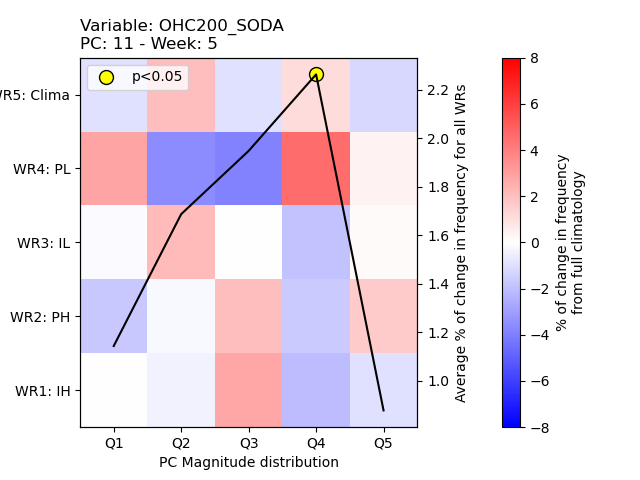 Variable: OHC200_SODA
PC: 11 - Week: 5
p<0.05
WR5: Clima
WR4: PL
WR3: IL
WR2: PH
WR1: IH
Q1 Q2 Q3 Q4 Q5
PC Magnitude distribution
2.2
2.0
1.8
1.6
1.4
1.2
1.0
Average % of change in frequency for all WRs
8
6
4
2
0
−2
−4
−6
−8
% of change in frequency
from full climatology